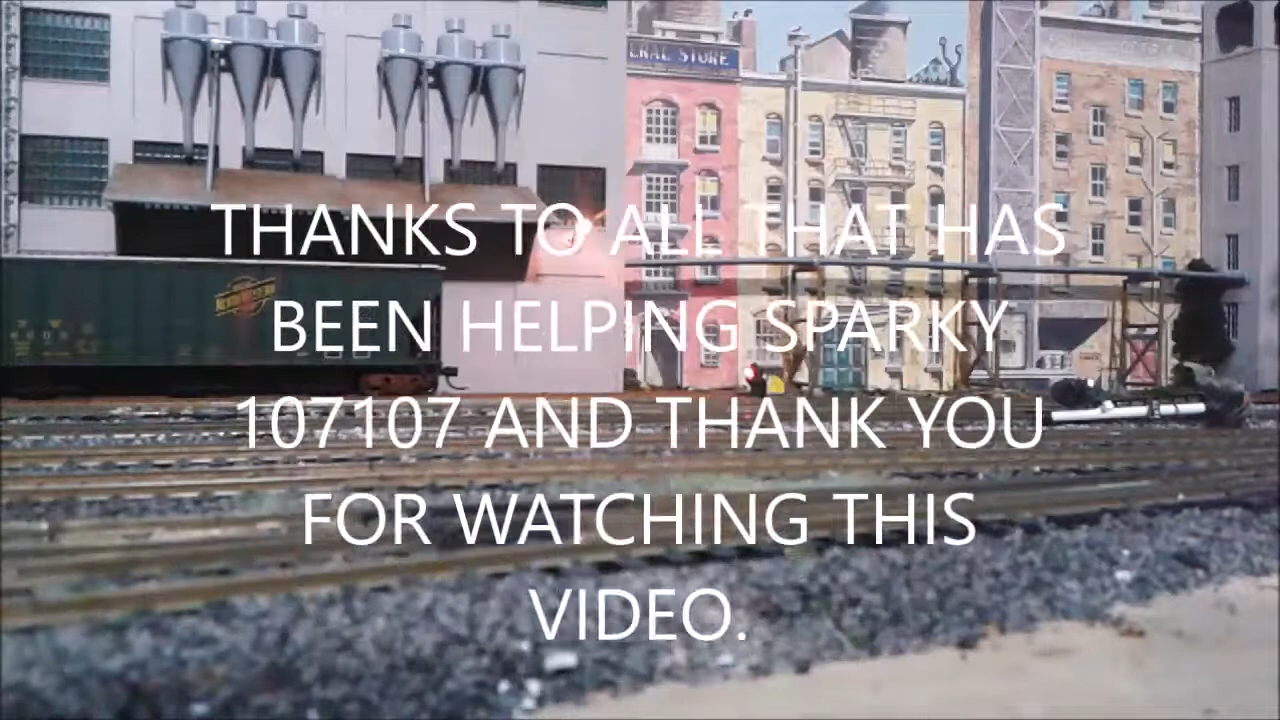 ERAL STORE
THANKS TO ALL THAT HAS
BEEN HELPING SPARKY
107107 AND THANK YOU
FOR WATCHING THIS
VIDEO.